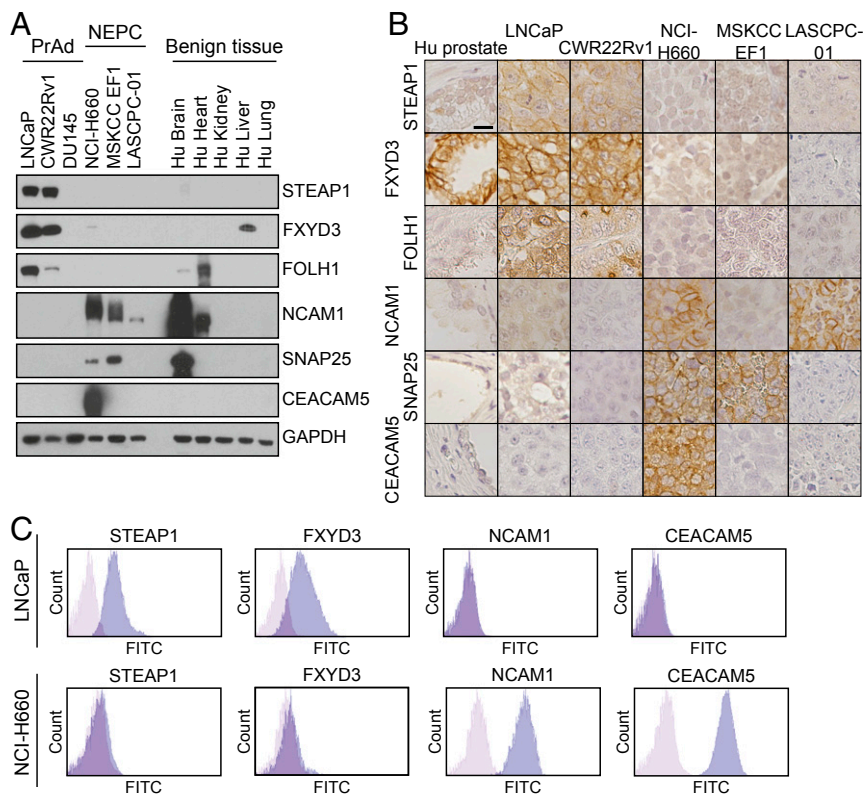 A
PrAd
NEPC
Benign tissue
LNCaP
CWR22Rv1
DU145
NCI-H660
MSKCC EF1
LASCPC-01
Hu Brain
Hu Heart
Hu Kidney
Hu Liver
Hu Lung
STEAP1
FXYD3
FOLH1
NCAM1
SNAP25
CEACAM5
GAPDH
B
Hu prostate
LNCaP
CWR22Rv1
NCI-
H660
MSKCC
EF1
LASCPC-
01
STEAP1
FXYD3
FOLH1
NCAM1
SNAP25
CEACAM5
C
LNCaP
STEAP1
Count
FITC
FXYD3
Count
FITC
NCAM1
Count
FITC
CEACAM5
Count
FITC
NCI-H660
STEAP1
Count
FITC
FXYD3
Count
FITC
NCAM1
Count
FITC
CEACAM5
Count
FITC